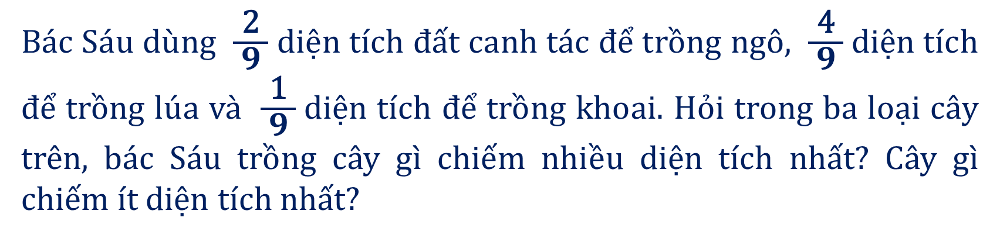 Bác Sáu dùng 2/9 diện tích đất canh tác để trồng ngô, 4/9 diện tích
để trồng lúa và 1/9 diện tích để trồng khoai. Hỏi trong ba loại cây
trên, bác Sáu trồng cây gì chiếm nhiều diện tích nhất? Cây gì
chiếm ít diện tích nhất?